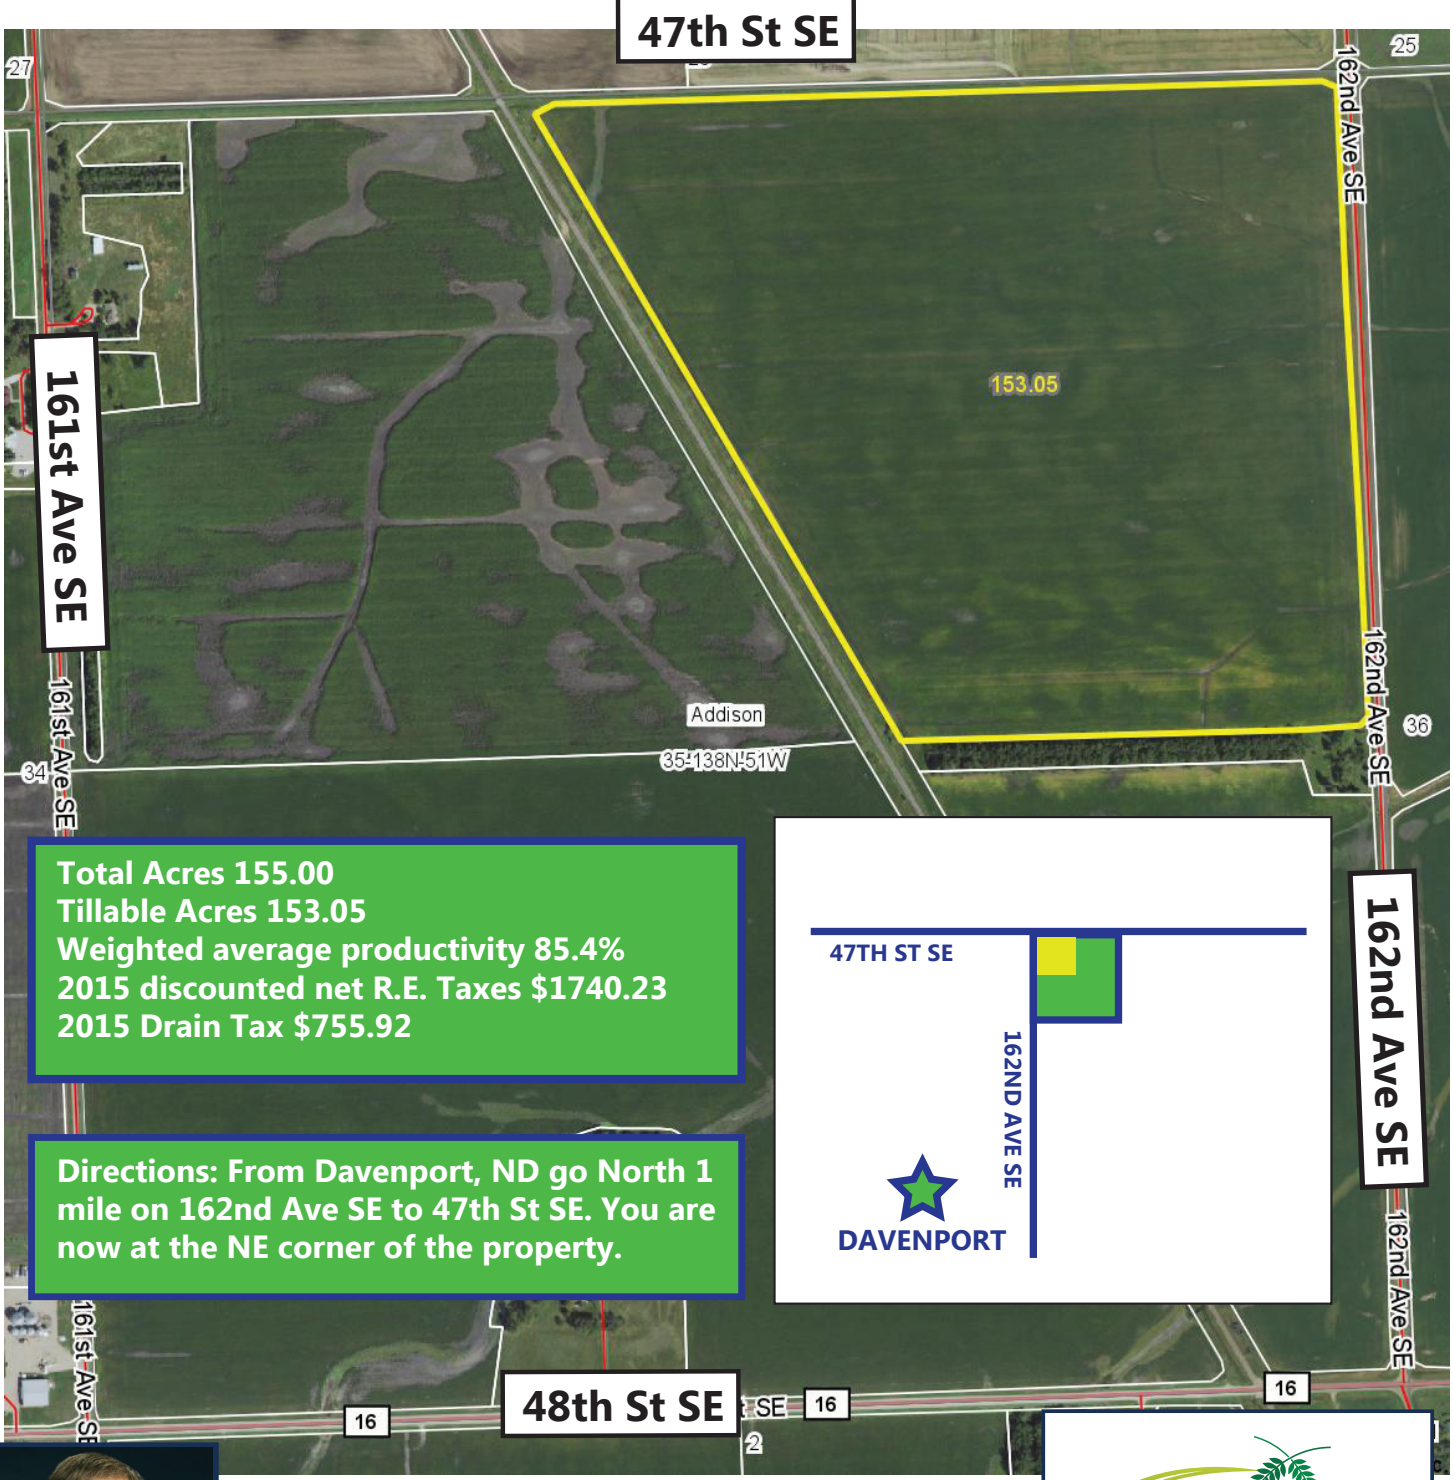 47th St SE
27
25
162nd Ave SE
153.05
161st Ave SE
162nd Ave SE
161st Ave SE
Addison
35-138N-51W
36
34
Total Acres 155.00
Tillable Acres 153.05
Weighted average productivity 85.4%
2015 discounted net R.E. Taxes $1740.23
2015 Drain Tax $755.92
47TH ST SE
162ND AVE SE
DAVENPORT
162nd Ave SE
Directions: From Davenport, ND go North 1
mile on 162nd Ave SE to 47th St SE. You are
now at the NE corner of the property.
162nd Ave SE
161st Ave SE
48th St SE
SE
16
16
16
2